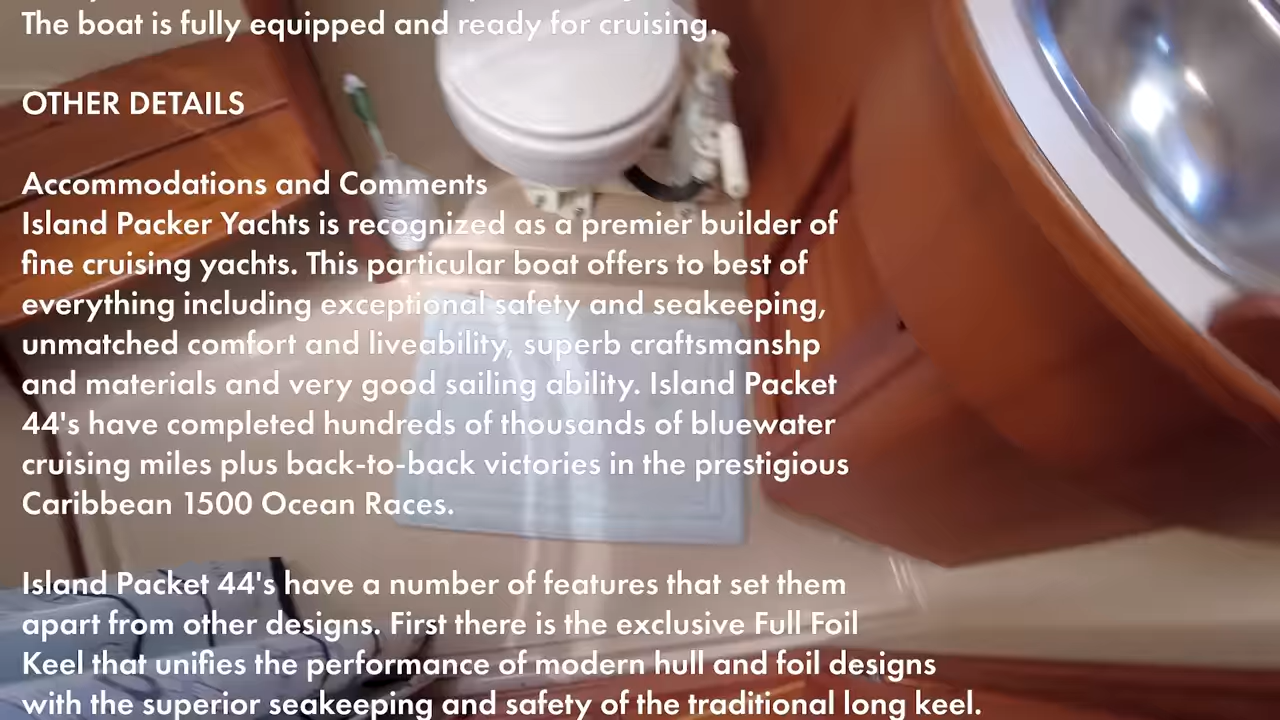 The boat is fully equipped and ready for cruising.
OTHER DETAILS
Accommodations and Comments
Island Packer Yachts is recognized as a premier builder of
fine cruising yachts. This particular boat offers to best of
everything including exceptional safety and seakeeping,
unmatched comfort and liveability, superb craftsmanshp
and materials and very good sailing ability. Island Packet
44's have completed hundreds of thousands of bluewater
cruising miles plus back-to-back victories in the prestigious
Caribbean 1500 Ocean Races.
Island Packet 44's have a number of features that set them
apart from other designs. First there is the exclusive Full Foil
Keel that unifies the performance of modern hull and foil designs
with the superior seakeeping and safety of the traditional long keel.